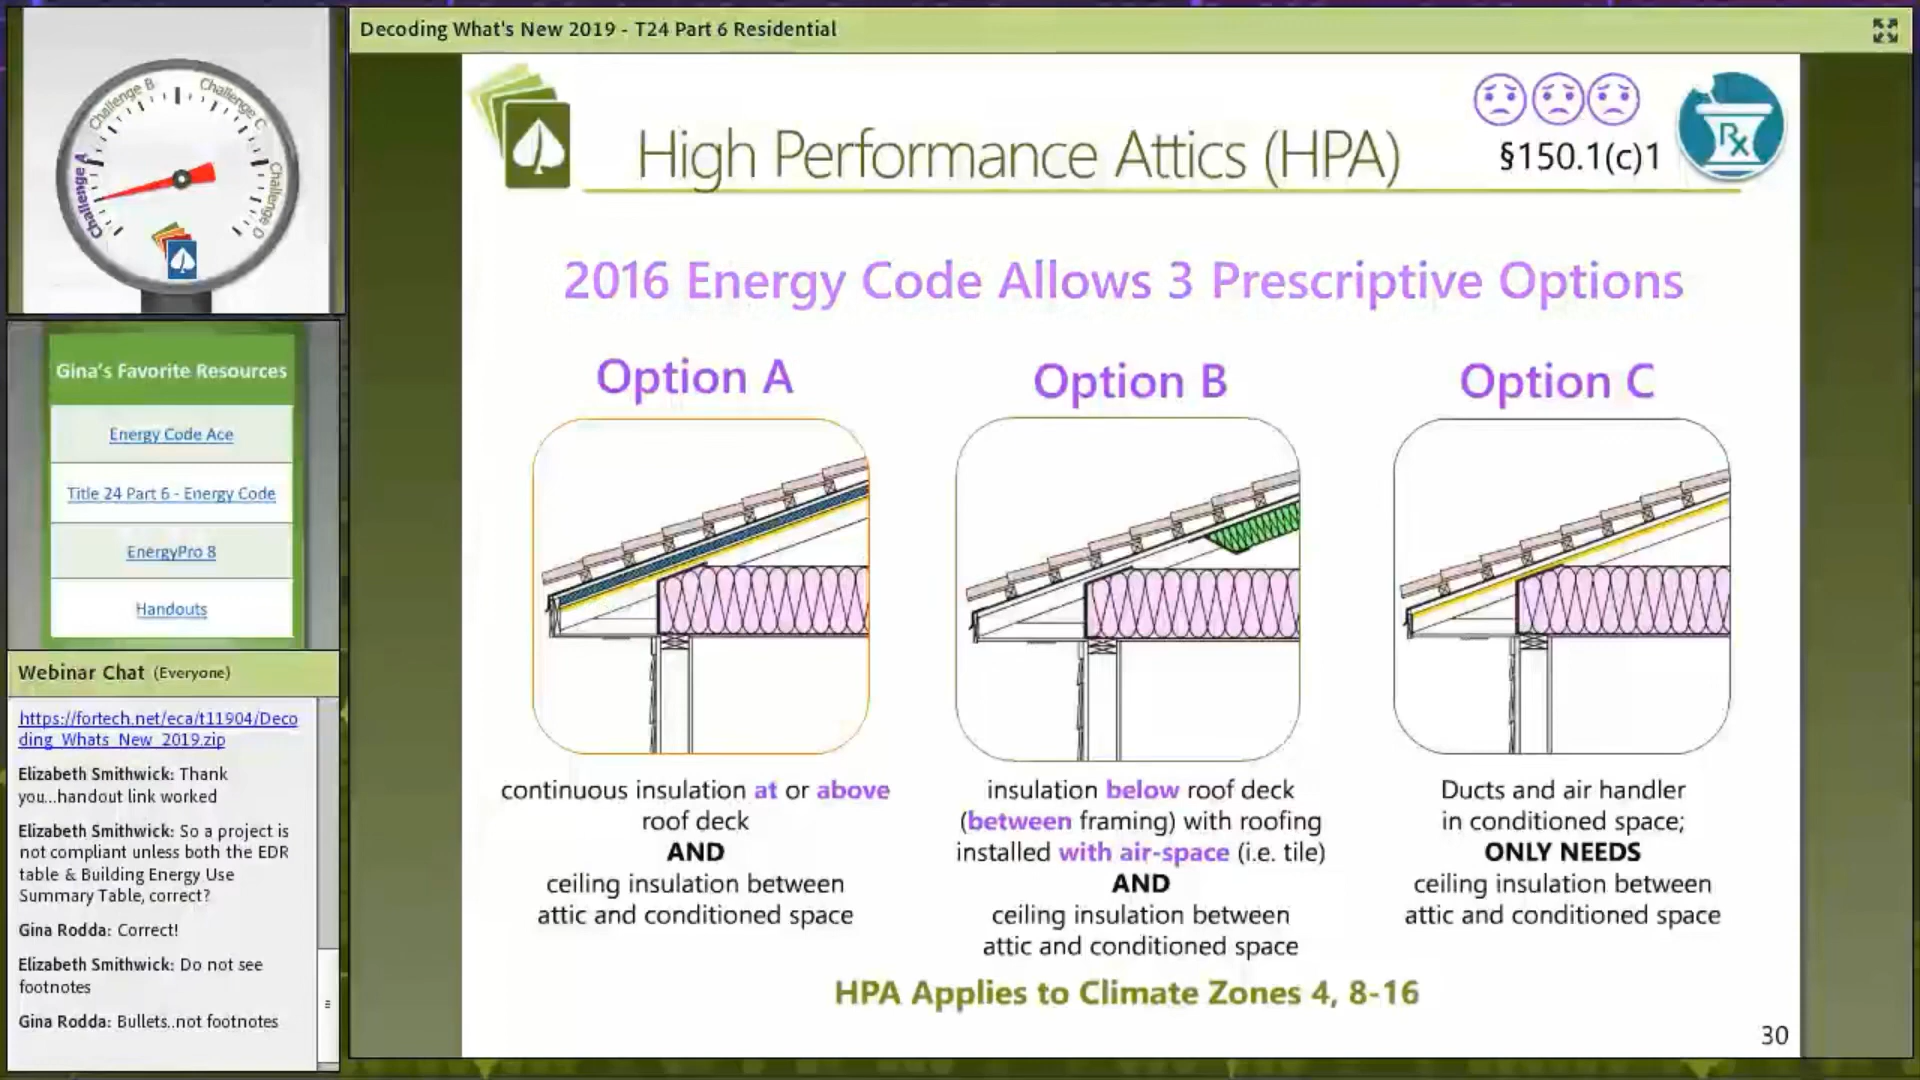 Decoding What's New 2019 - T24 Part 6 Residential
Challenge A
Challenge B
Challenge C
Challenge D
Gina's Favorite Resources
Energy Code Ace
Title 24 Part 6 - Energy Code
EnergyPro 8
Handouts
Webinar Chat (Everyone)
https://fortech.net/eca/t11904/Deco
ding_Whats_New_2019.zip
Elizabeth Smithwick: Thank
you...handout link worked
Elizabeth Smithwick: So a project is
not compliant unless both the EDR
table & Building Energy Use
Summary Table, correct?
Gina Rodda: Correct!
Elizabeth Smithwick: Do not see
footnotes
Gina Rodda: Bullets..not footnotes
High Performance Attics (HPA)
§150.1(c)1
Rx
2016 Energy Code Allows 3 Prescriptive Options
Option A
continuous insulation at or above
roof deck
AND
ceiling insulation between
attic and conditioned space
Option B
insulation below roof deck
(between framing) with roofing
installed with air-space (i.e. tile)
AND
ceiling insulation between
attic and conditioned space
Option C
Ducts and air handler
in conditioned space;
ONLY NEEDS
ceiling insulation between
attic and conditioned space
HPA Applies to Climate Zones 4, 8-16
30